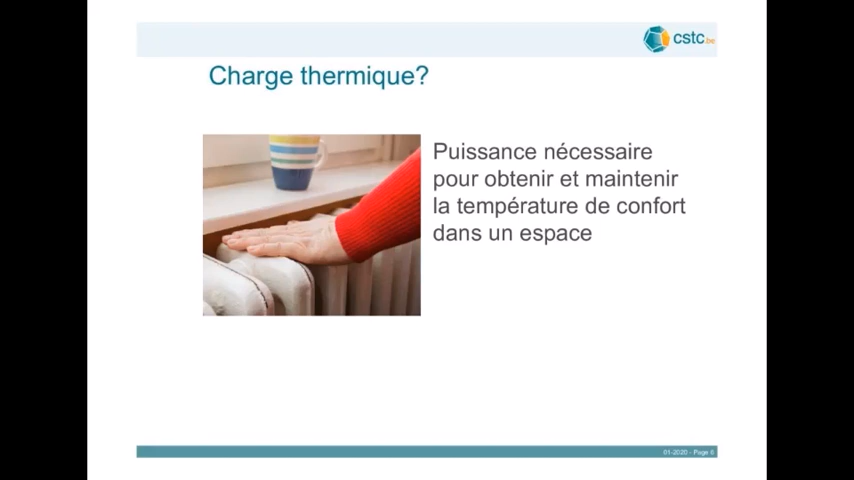 cstc.be
Charge thermique?
Puissance nécessaire
pour obtenir et maintenir
la température de confort
dans un espace
01-2020 - Page 6